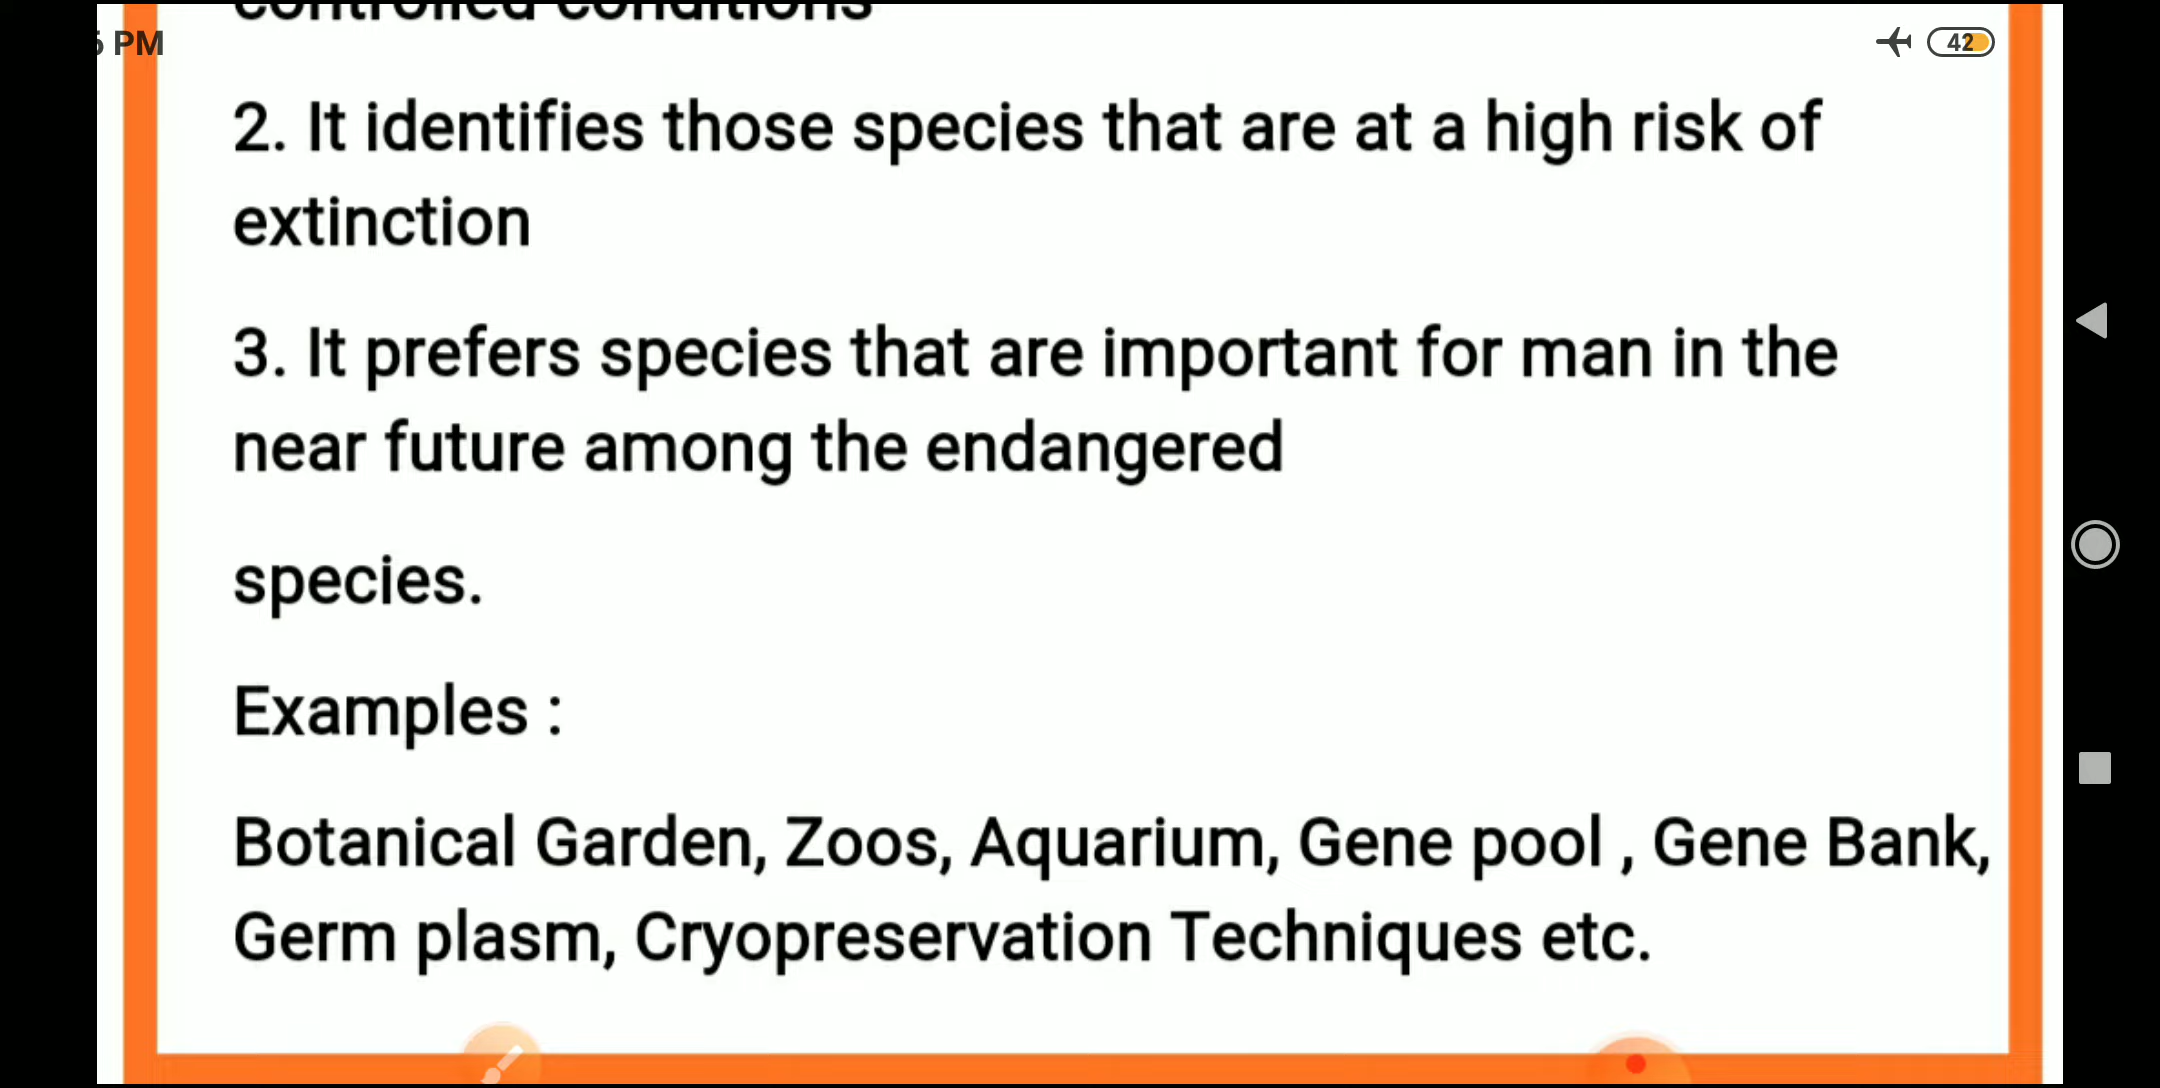 controlled conditions
PM
42
2. It identifies those species that are at a high risk of
extinction
3. It prefers species that are important for man in the
near future among the endangered
species.
Examples :
Botanical Garden, Zoos, Aquarium, Gene pool , Gene Bank,
Germ plasm, Cryopreservation Techniques etc.